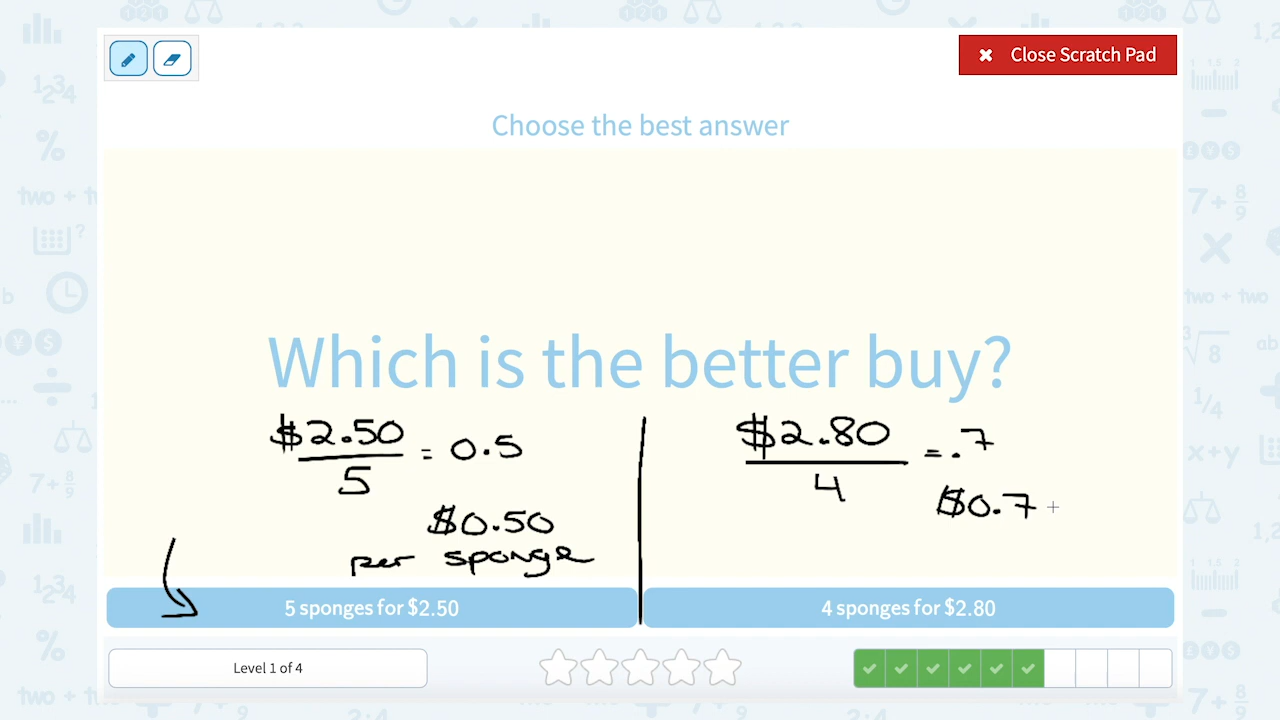 Close Scratch Pad
Choose the best answer
Which is the better buy?
$2.50
5
= 0.5
$0.50
per sponge
$2.80
4
= .7
$0.7
5 sponges for $2.50
4 sponges for $2.80
Level 1 of 4